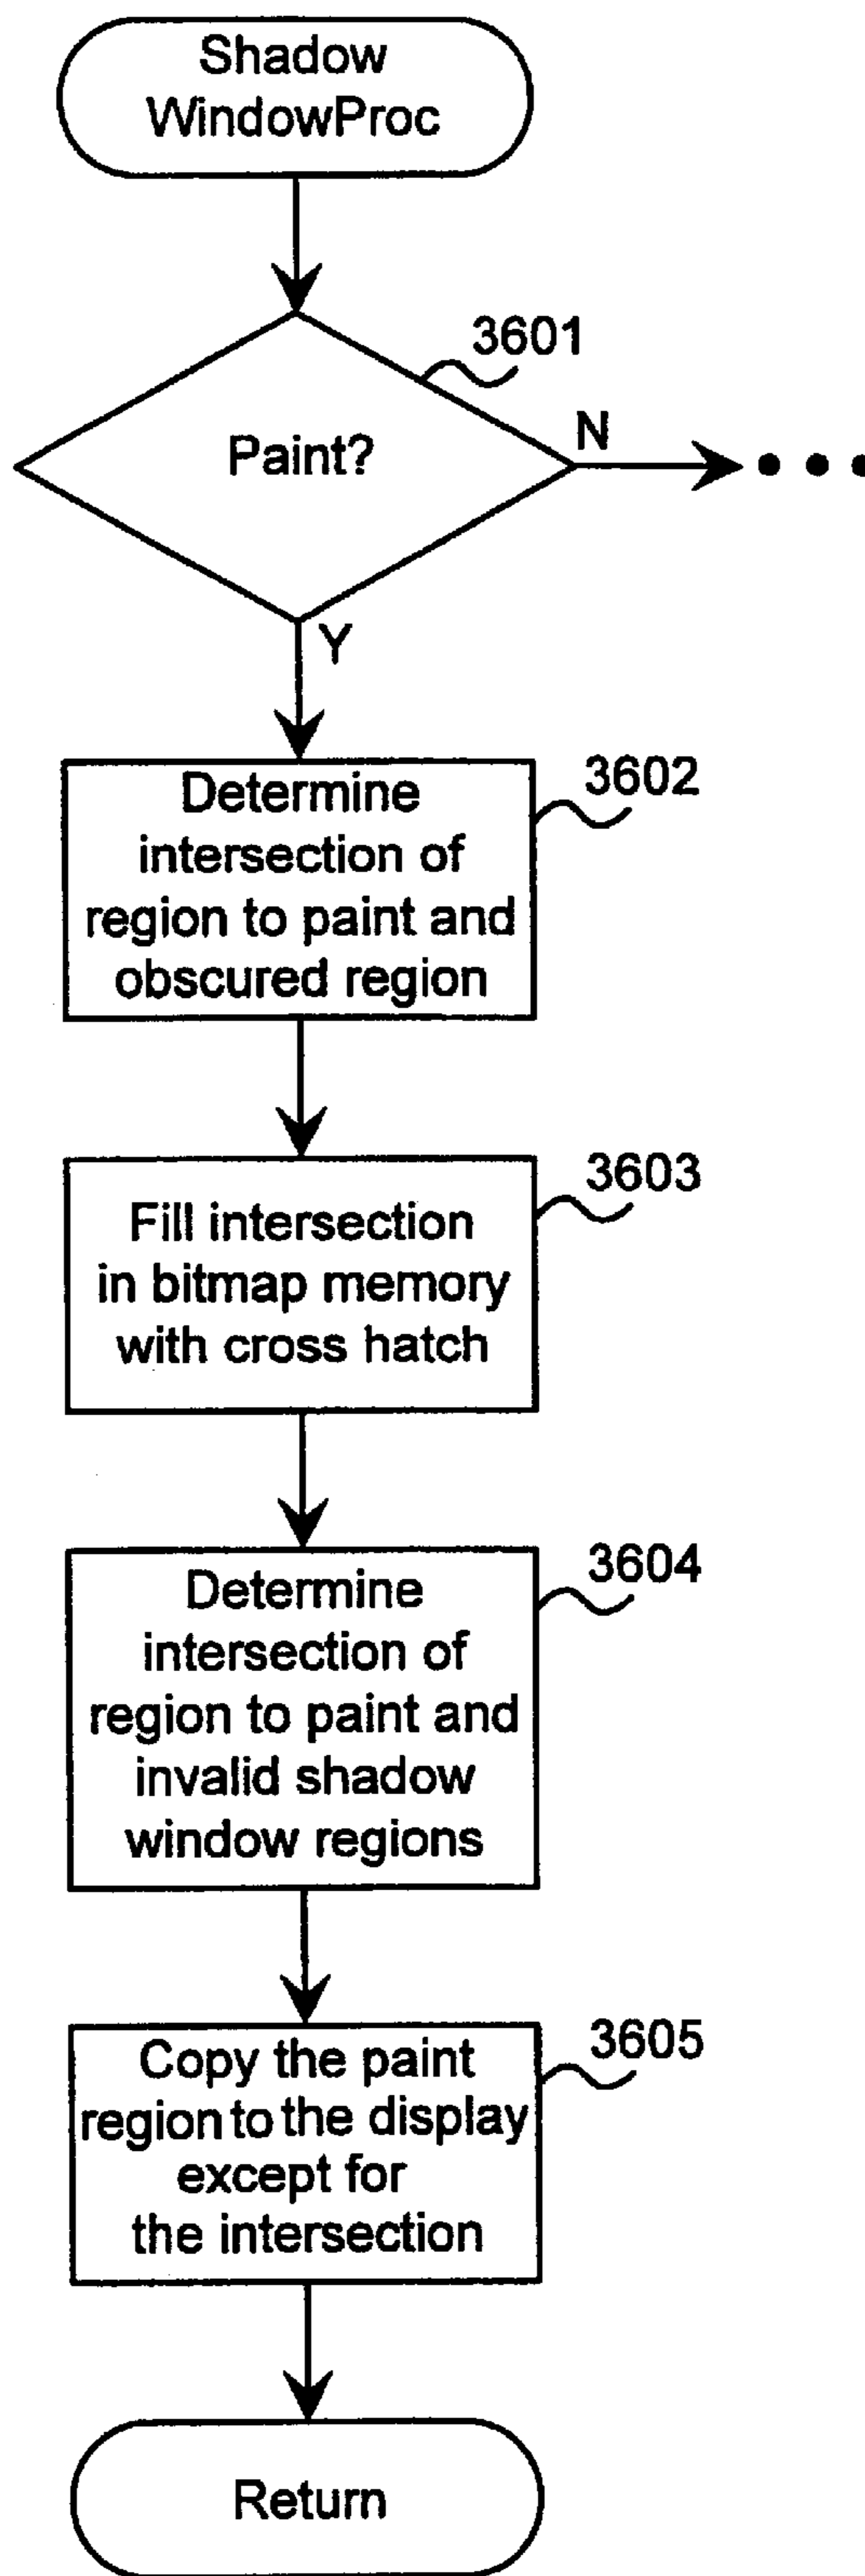 Shadow
WindowProc
3601
Paint?
N
Y
3602
Determine
intersection of
region to paint and
obscured region
3603
Fill intersection
in bitmap memory
with cross hatch
3604
Determine
intersection of
region to paint and
invalid shadow
window regions
3605
Copy the paint
region to the display
except for
the intersection
Return